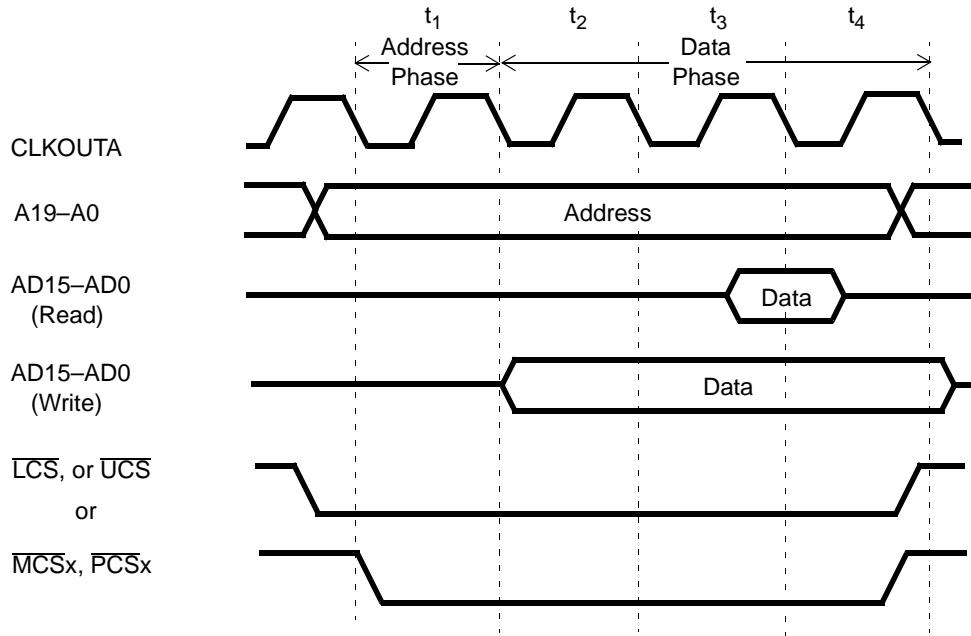 t1 t2 t3 t4
Address Phase
Data Phase
CLKOUTA
A19–A0
Address
AD15–AD0
(Read)
Data
AD15–AD0
(Write)
Data
LCS, or UCS
or
MCSx, PCSx